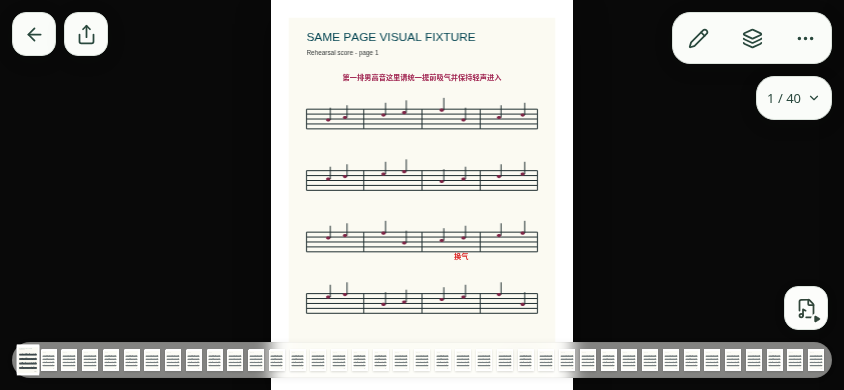 SAME PAGE VISUAL FIXTURE
Rehearsal score - page 1
第一排男高音这里请统一提前吸气并保持轻声进入
1 / 40
换气